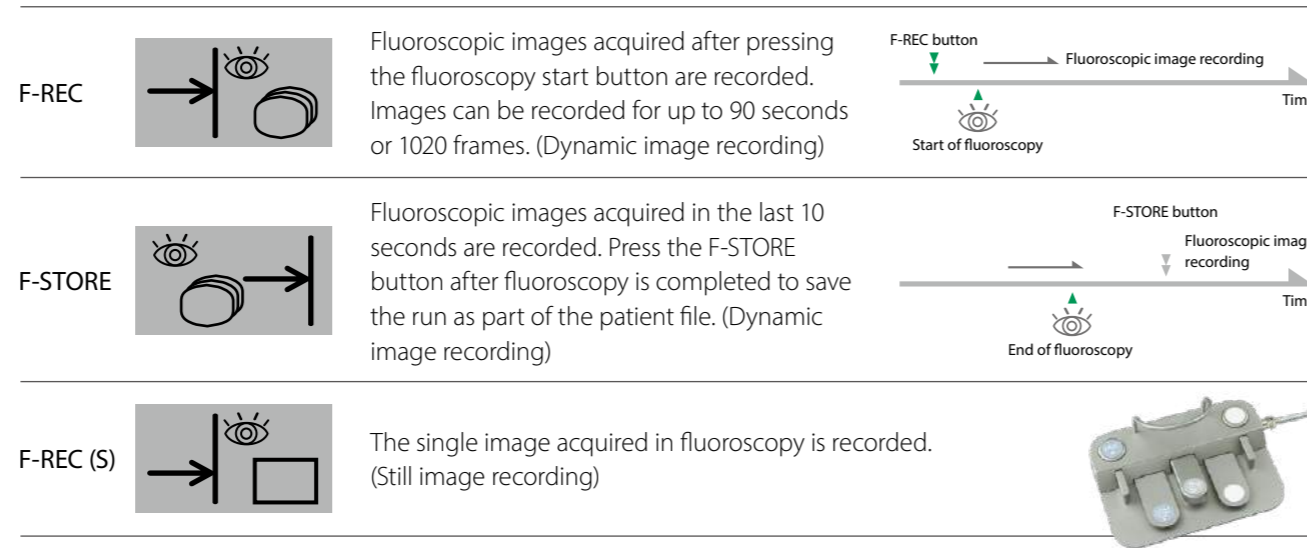 F-REC
Fluoroscopic images acquired after pressing
the fluoroscopy start button are recorded.
Images can be recorded for up to 90 seconds
or 1020 frames. (Dynamic image recording)
F-REC button
Fluoroscopic image recording
Tim
Start of fluoroscopy
F-STORE
Fluoroscopic images acquired in the last 10
seconds are recorded. Press the F-STORE
button after fluoroscopy is completed to save
the run as part of the patient file. (Dynamic
image recording)
F-STORE button
Fluoroscopic imag
recording
Tim
End of fluoroscopy
F-REC (S)
The single image acquired in fluoroscopy is recorded.
(Still image recording)